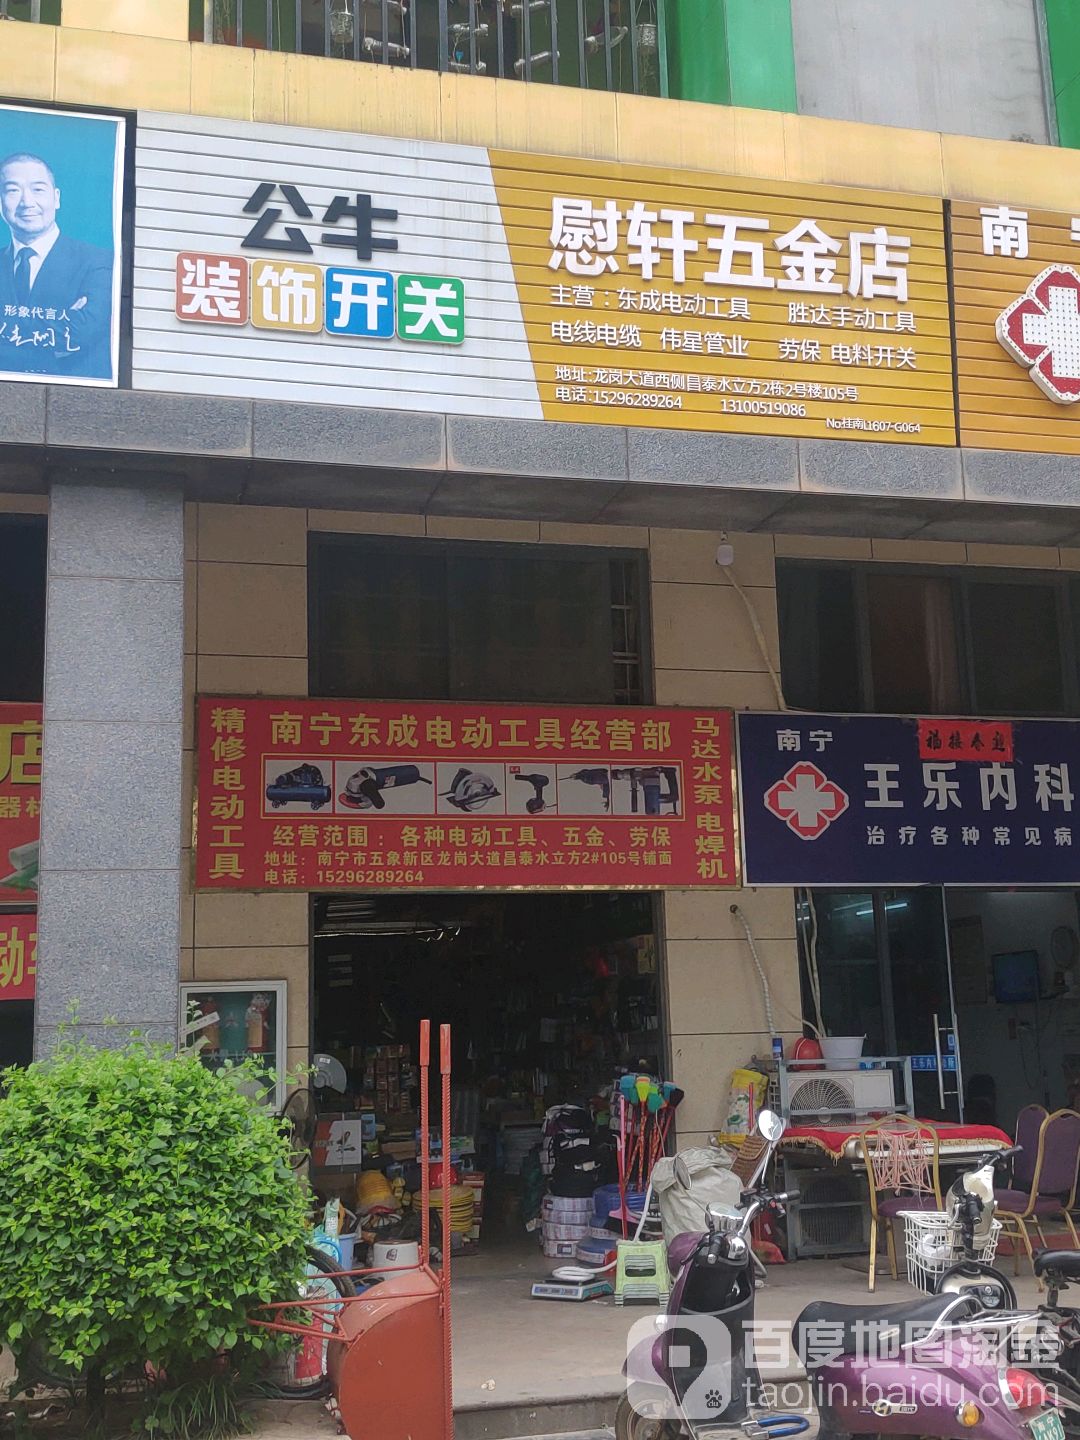 形象代言人
公牛
装饰开关
慰轩五金店
主营：东成电动工具 胜达手动工具
电线电缆 伟星管业 劳保 电料开关
地址:龙岗大道西侧昌泰水立方2栋2号楼105号
电话:15296289264 13100519086
No:桂南L1607-G064
南宁
精修电动工具
南宁东成电动工具经营部
马达水泵电焊机
经营范围：各种电动工具、五金、劳保
地址：南宁市五象新区龙岗大道昌泰水立方2#105号铺面
电话：15296289264
南宁
福接春迎
王乐内科
治疗各种常见病
店
器材
动车
百度地图淘金
taojin.baidu.com